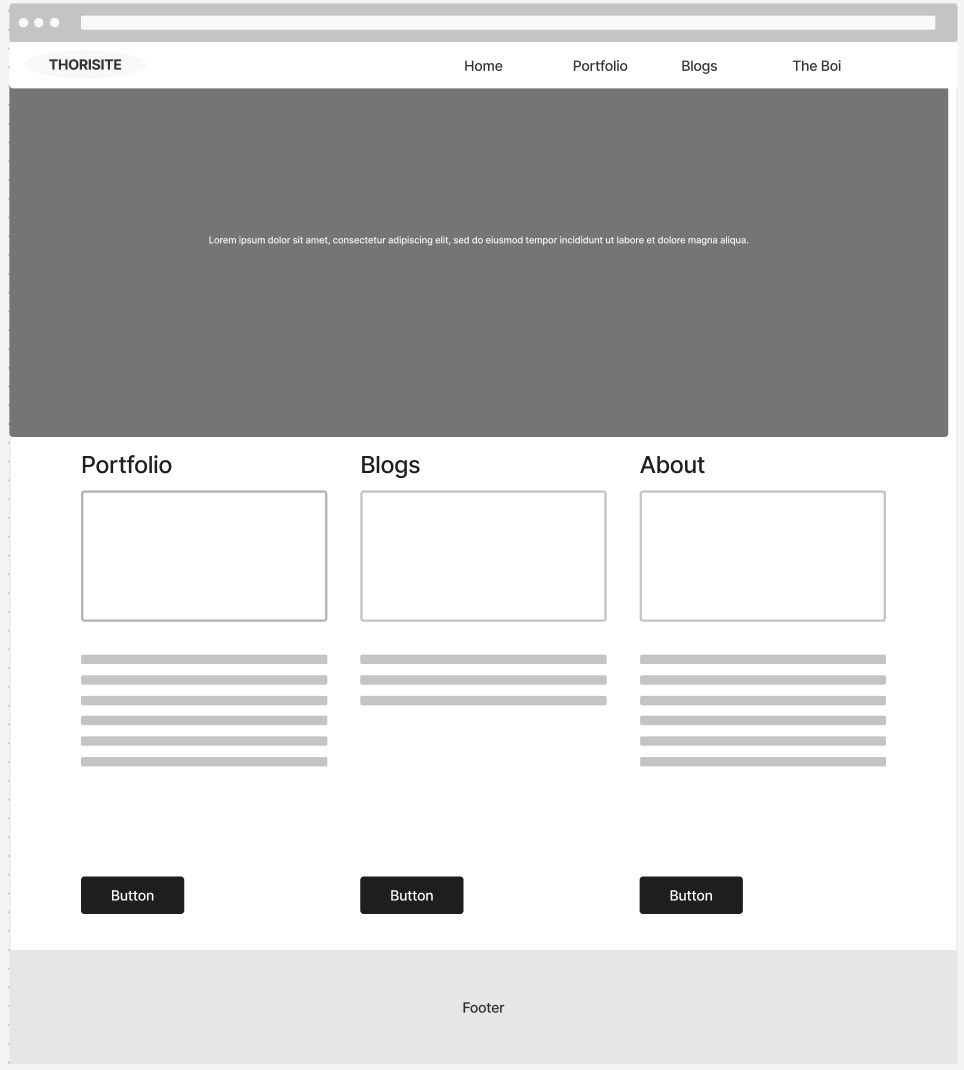 THORISITE
Home Portfolio Blogs The Boi
Lorem ipsum dolor sit amet, consectetur adipiscing elit, sed do eiusmod tempor incididunt ut labore et dolore magna aliqua.
Portfolio Blogs About
Button Button Button
Footer